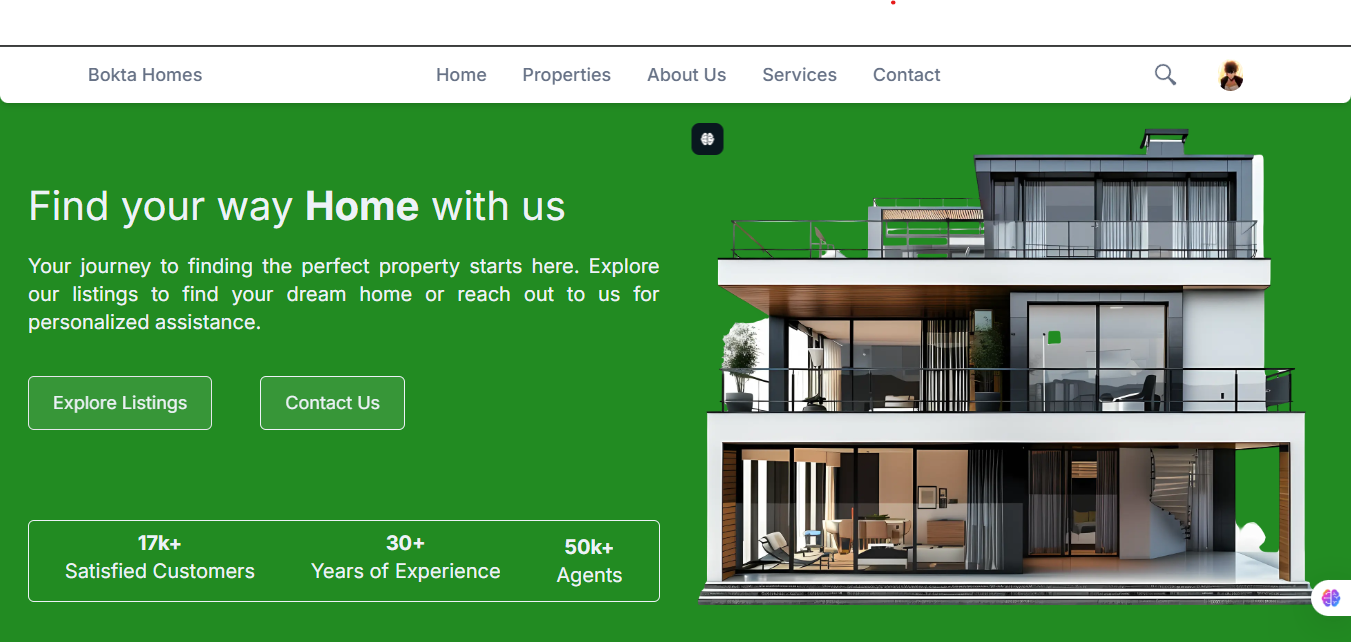 Bokta Homes Home Properties About Us Services Contact
Find your way Home with us
Your journey to finding the perfect property starts here. Explore
our listings to find your dream home or reach out to us for
personalized assistance.
Explore Listings Contact Us
17k+ 30+ 50k+
Satisfied Customers Years of Experience Agents